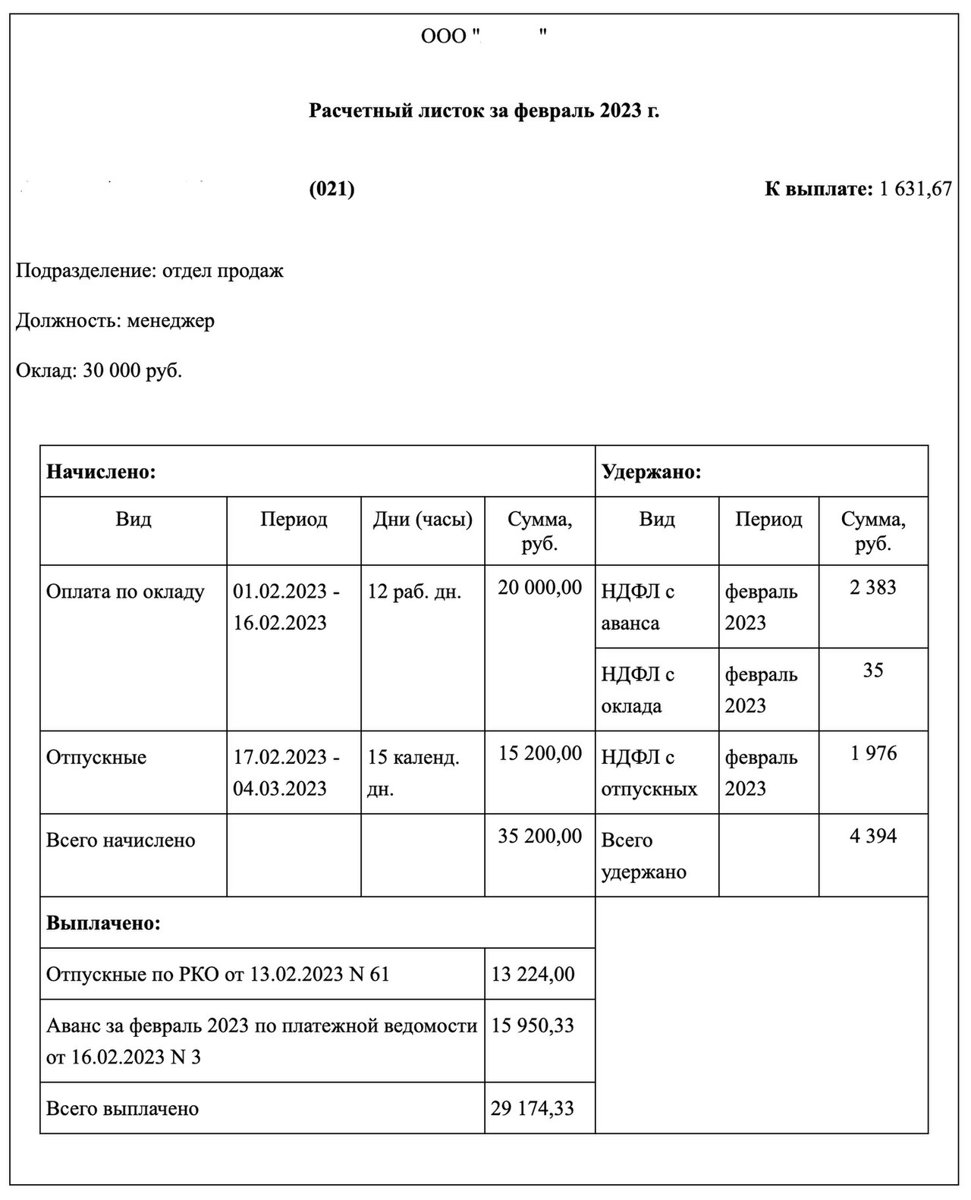 ООО " "
Расчетный листок за февраль 2023 г.
(021) К выплате: 1 631,67
Подразделение: отдел продаж
Должность: менеджер
Оклад: 30 000 руб.
Начислено: Удержано:
Вид Период Дни (часы) Сумма, руб. Вид Период Сумма, руб.
Оплата по окладу 01.02.2023 - 16.02.2023 12 раб. дн. 20 000,00 НДФЛ с аванса февраль 2023 2 383
НДФЛ с оклада февраль 2023 35
Отпускные 17.02.2023 - 04.03.2023 15 календ. дн. 15 200,00 НДФЛ с отпускных февраль 2023 1 976
Всего начислено 35 200,00 Всего удержано 4 394
Выплачено:
Отпускные по РКО от 13.02.2023 N 61 13 224,00
Аванс за февраль 2023 по платежной ведомости от 16.02.2023 N 3 15 950,33
Всего выплачено 29 174,33